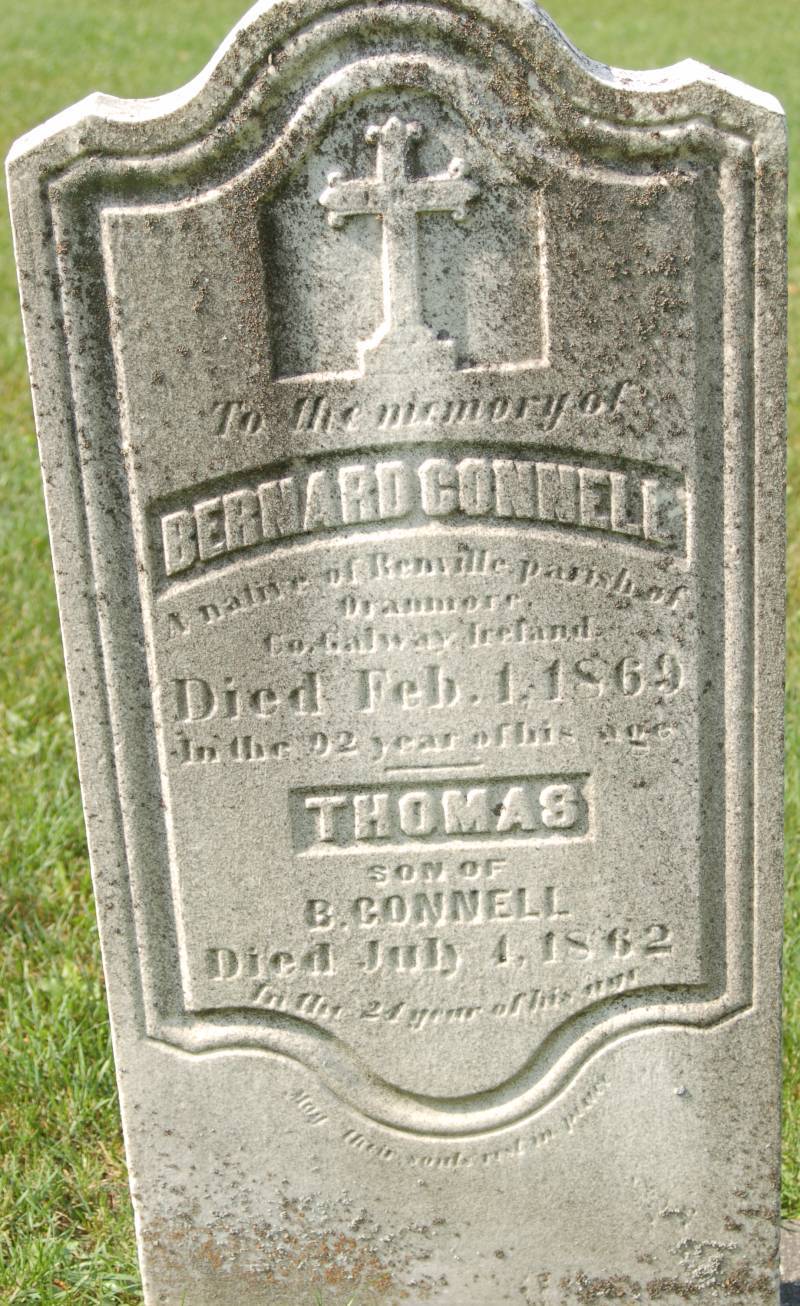 To the memory of
BERNARD CONNELL
A native of Renville parish of
Oranmore,
Co. Galway, Ireland.
Died Feb. 1, 1869
In the 92 year of his age
THOMAS
SON OF
B. CONNELL
Died July 4, 1862
In the 24 year of his age
May their souls rest in peace